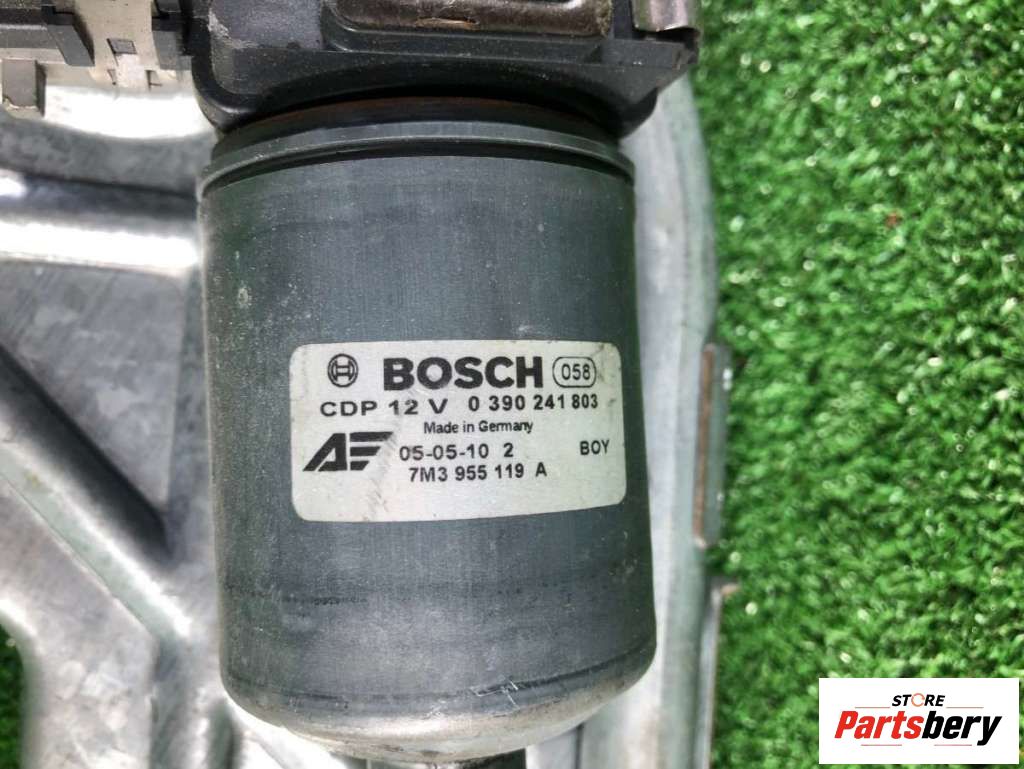 BOSCH 058
CDP 12 V 0 390 241 803
Made in Germany
05-05-10 2 BOY
7M3 955 119 A
STORE
Partsbery